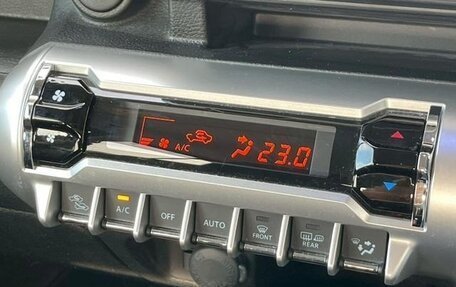 A/C 23.0
A/C OFF AUTO FRONT REAR